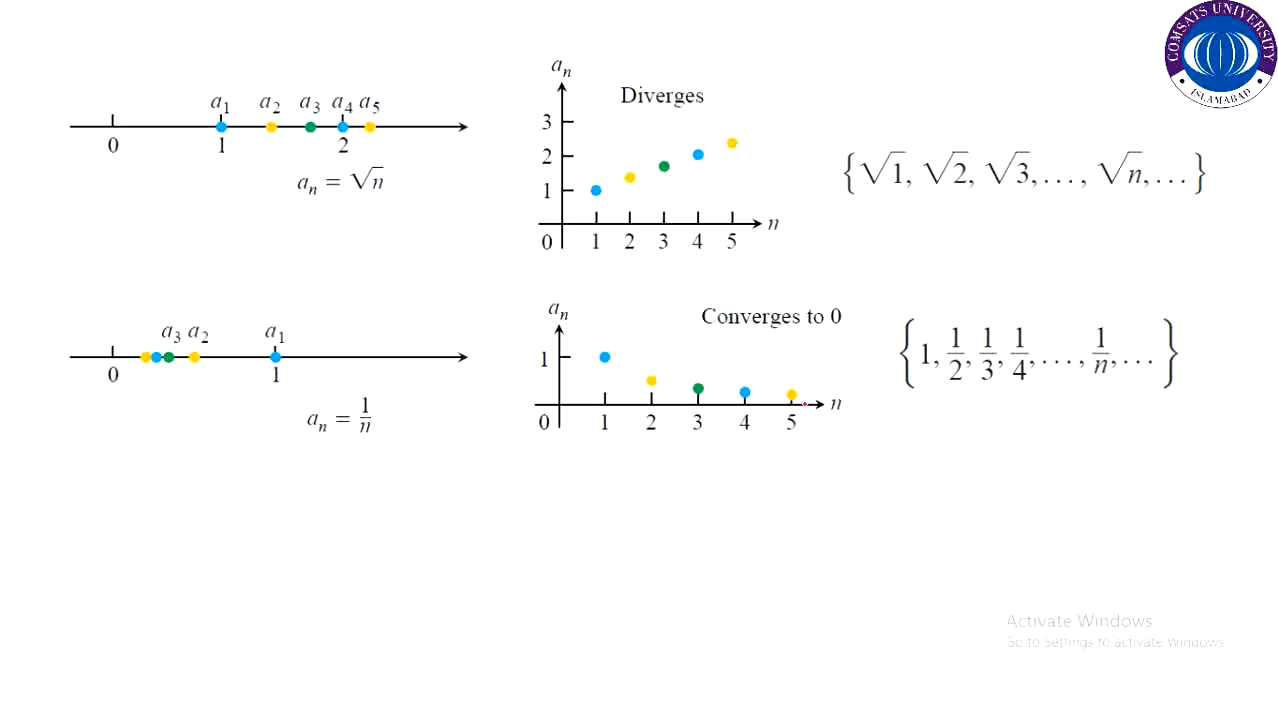 COMSATS UNIVERSITY
ISLAMABAD
a₁ a₂ a₃ a₄ a₅
0 1 2
aₙ = √n
aₙ
Diverges
3
2
1
0 1 2 3 4 5
n
{√1, √2, √3, . . . , √n, . . . }
a₃ a₂ a₁
0 1
aₙ = 1/n
aₙ
Converges to 0
1
0 1 2 3 4 5
n
{1, 1/2, 1/3, 1/4, . . . , 1/n, . . . }
Activate Windows
Go to Settings to activate Windows.